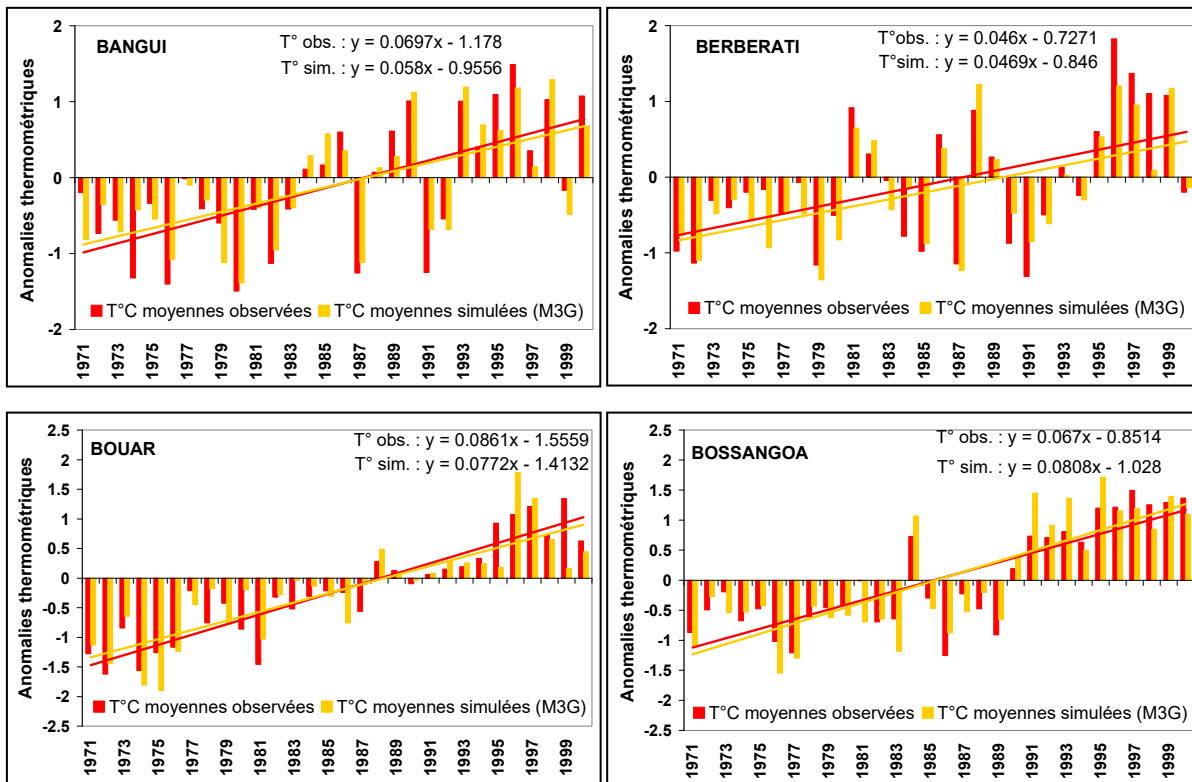 BANGUI
T° obs. : y = 0.0697x - 1.178
T° sim. : y = 0.058x - 0.9556
Anomalies thermométriques
2
1
0
-1
-2
T°C moyennes observées T°C moyennes simulées (M3G)
1971 1973 1975 1977 1979 1981 1983 1985 1987 1989 1991 1993 1995 1997 1999
BERBERATI
T°obs. : y = 0.046x - 0.7271
T°sim. : y = 0.0469x - 0.846
Anomalies thermométriques
2
1
0
-1
-2
T°C moyennes observées T°C moyennes simulées (M3G)
1971 1973 1975 1977 1979 1981 1983 1985 1987 1989 1991 1993 1995 1997 1999
BOUAR
T° obs. : y = 0.0861x - 1.5559
T° sim. : y = 0.0772x - 1.4132
Anomalies thermométriques
2.5
2
1.5
1
0.5
0
-0.5
-1
-1.5
-2
-2.5
T°C moyennes observées T°C moyennes simulées (M3G)
1971 1973 1975 1977 1979 1981 1983 1985 1987 1989 1991 1993 1995 1997 1999
BOSSANGOA
T° obs. : y = 0.067x - 0.8514
T° sim. : y = 0.0808x - 1.028
Anomalies thermométriques
2.5
2
1.5
1
0.5
0
-0.5
-1
-1.5
-2
-2.5
T°C moyennes observées T°C moyennes simulées (M3G)
1971 1973 1975 1977 1979 1981 1983 1985 1987 1989 1991 1993 1995 1997 1999